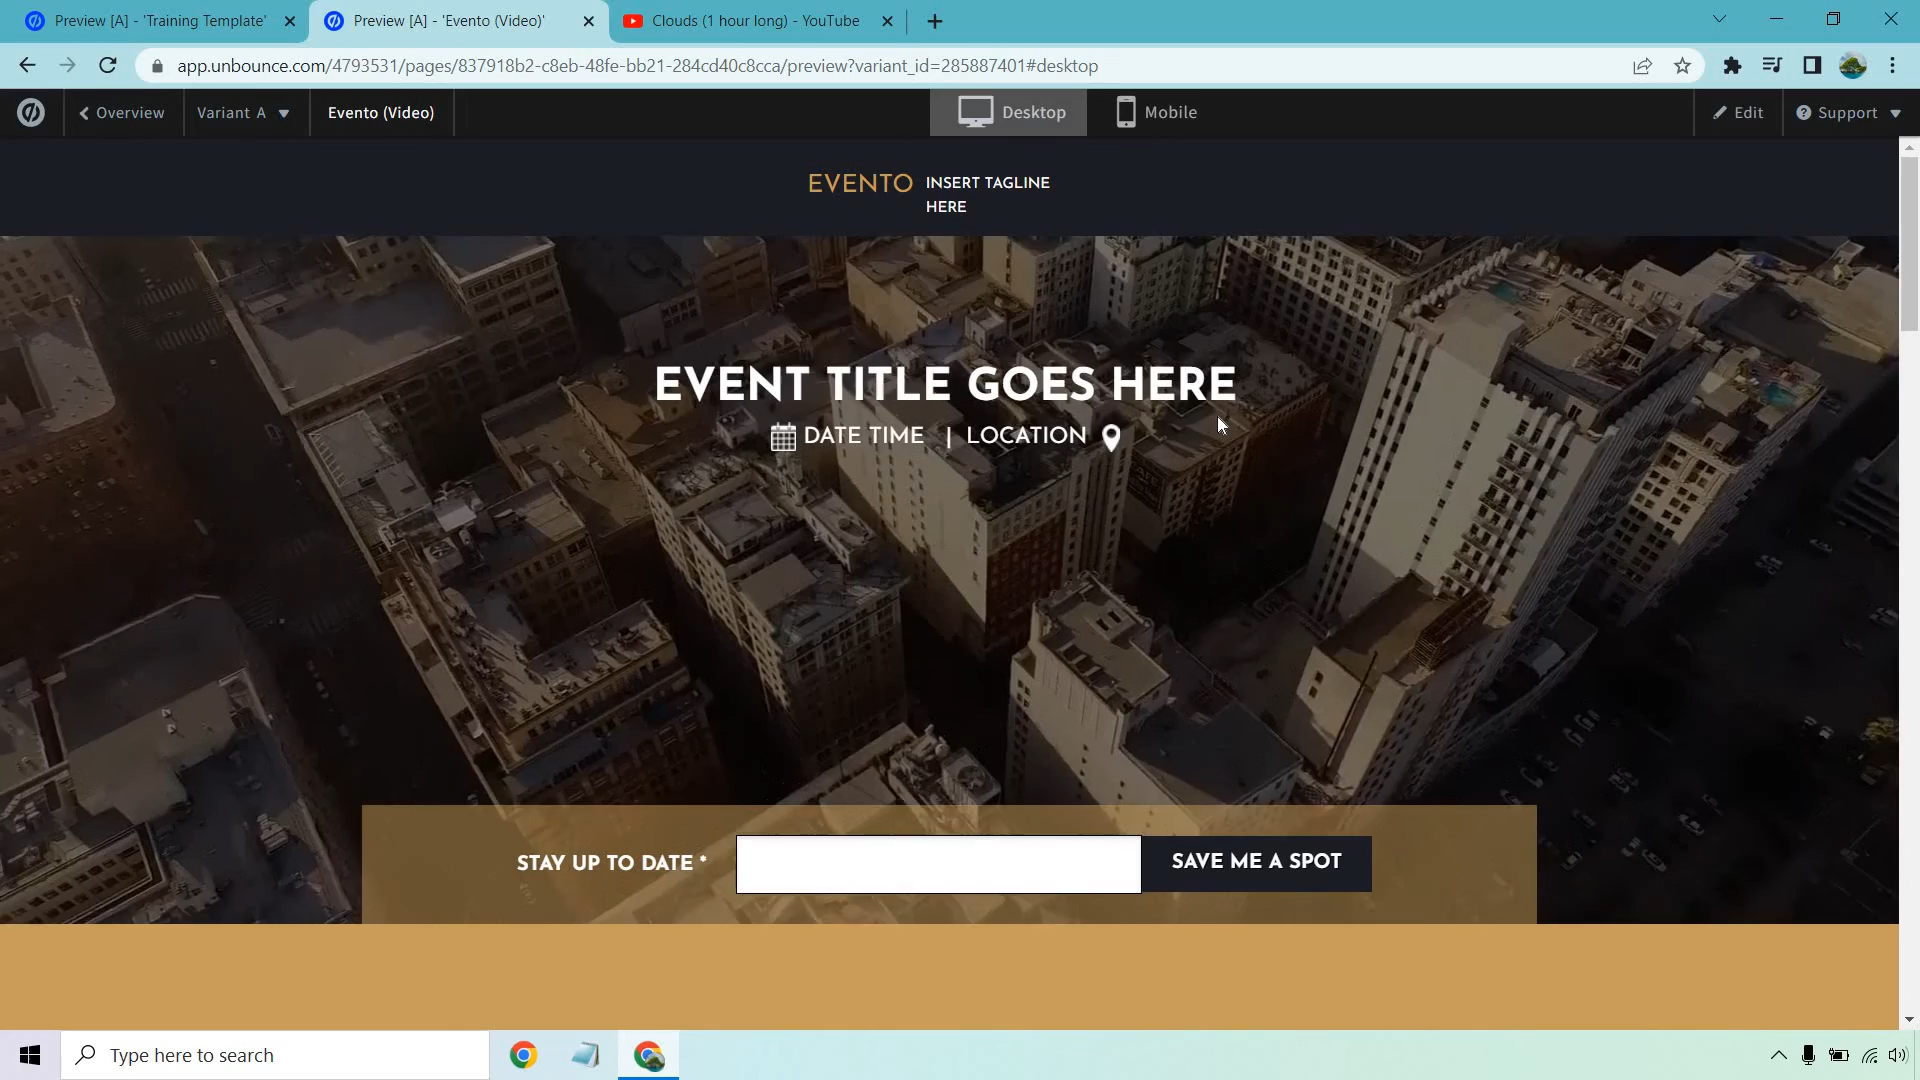 Preview [A] - 'Training Template'
Preview [A] - 'Evento (Video)'
Clouds (1 hour long) - YouTube
app.unbounce.com/4793531/pages/837918b2-c8eb-48fe-bb21-284cd40c8cca/preview?variant_id=285887401#desktop
Overview
Variant A
Evento (Video)
Desktop
Mobile
Edit
Support
EVENTO
INSERT TAGLINE
HERE
EVENT TITLE GOES HERE
DATE TIME | LOCATION
STAY UP TO DATE *
SAVE ME A SPOT
Type here to search